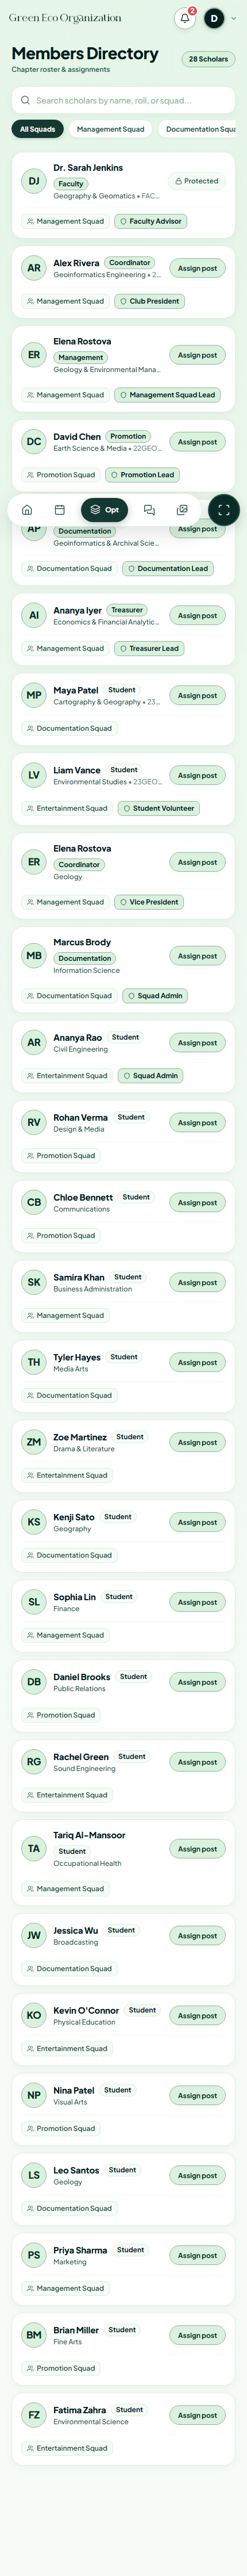 Green Eco Organization
2
D
Members Directory
Chapter roster & assignments
28 Scholars
Search scholars by name, roll, or squad...
All Squads
Management Squad
Documentation Squa
DJ
Dr. Sarah Jenkins
Faculty
Geography & Geomatics • FAC...
Protected
Management Squad
Faculty Advisor
AR
Alex Rivera
Coordinator
Geoinformatics Engineering • 2...
Assign post
Management Squad
Club President
ER
Elena Rostova
Management
Geology & Environmental Mana...
Assign post
Management Squad
Management Squad Lead
DC
David Chen
Promotion
Earth Science & Media • 22GEO...
Assign post
Promotion Squad
Promotion Lead
Opt
AP
Documentation
Geoinformatics & Archival Scie...
Assign post
Documentation Squad
Documentation Lead
AI
Ananya Iyer
Treasurer
Economics & Financial Analytic...
Assign post
Management Squad
Treasurer Lead
MP
Maya Patel
Student
Cartography & Geography • 23...
Assign post
Documentation Squad
LV
Liam Vance
Student
Environmental Studies • 23GEO...
Assign post
Entertainment Squad
Student Volunteer
ER
Elena Rostova
Coordinator
Geology
Assign post
Management Squad
Vice President
MB
Marcus Brody
Documentation
Information Science
Assign post
Documentation Squad
Squad Admin
AR
Ananya Rao
Student
Civil Engineering
Assign post
Entertainment Squad
Squad Admin
RV
Rohan Verma
Student
Design & Media
Assign post
Promotion Squad
CB
Chloe Bennett
Student
Communications
Assign post
Promotion Squad
SK
Samira Khan
Student
Business Administration
Assign post
Management Squad
TH
Tyler Hayes
Student
Media Arts
Assign post
Documentation Squad
ZM
Zoe Martinez
Student
Drama & Literature
Assign post
Entertainment Squad
KS
Kenji Sato
Student
Geography
Assign post
Documentation Squad
SL
Sophia Lin
Student
Finance
Assign post
Management Squad
DB
Daniel Brooks
Student
Public Relations
Assign post
Promotion Squad
RG
Rachel Green
Student
Sound Engineering
Assign post
Entertainment Squad
TA
Tariq Al-Mansoor
Student
Occupational Health
Assign post
Management Squad
JW
Jessica Wu
Student
Broadcasting
Assign post
Documentation Squad
KO
Kevin O'Connor
Student
Physical Education
Assign post
Entertainment Squad
NP
Nina Patel
Student
Visual Arts
Assign post
Promotion Squad
LS
Leo Santos
Student
Geology
Assign post
Documentation Squad
PS
Priya Sharma
Student
Marketing
Assign post
Management Squad
BM
Brian Miller
Student
Fine Arts
Assign post
Promotion Squad
FZ
Fatima Zahra
Student
Environmental Science
Assign post
Entertainment Squad